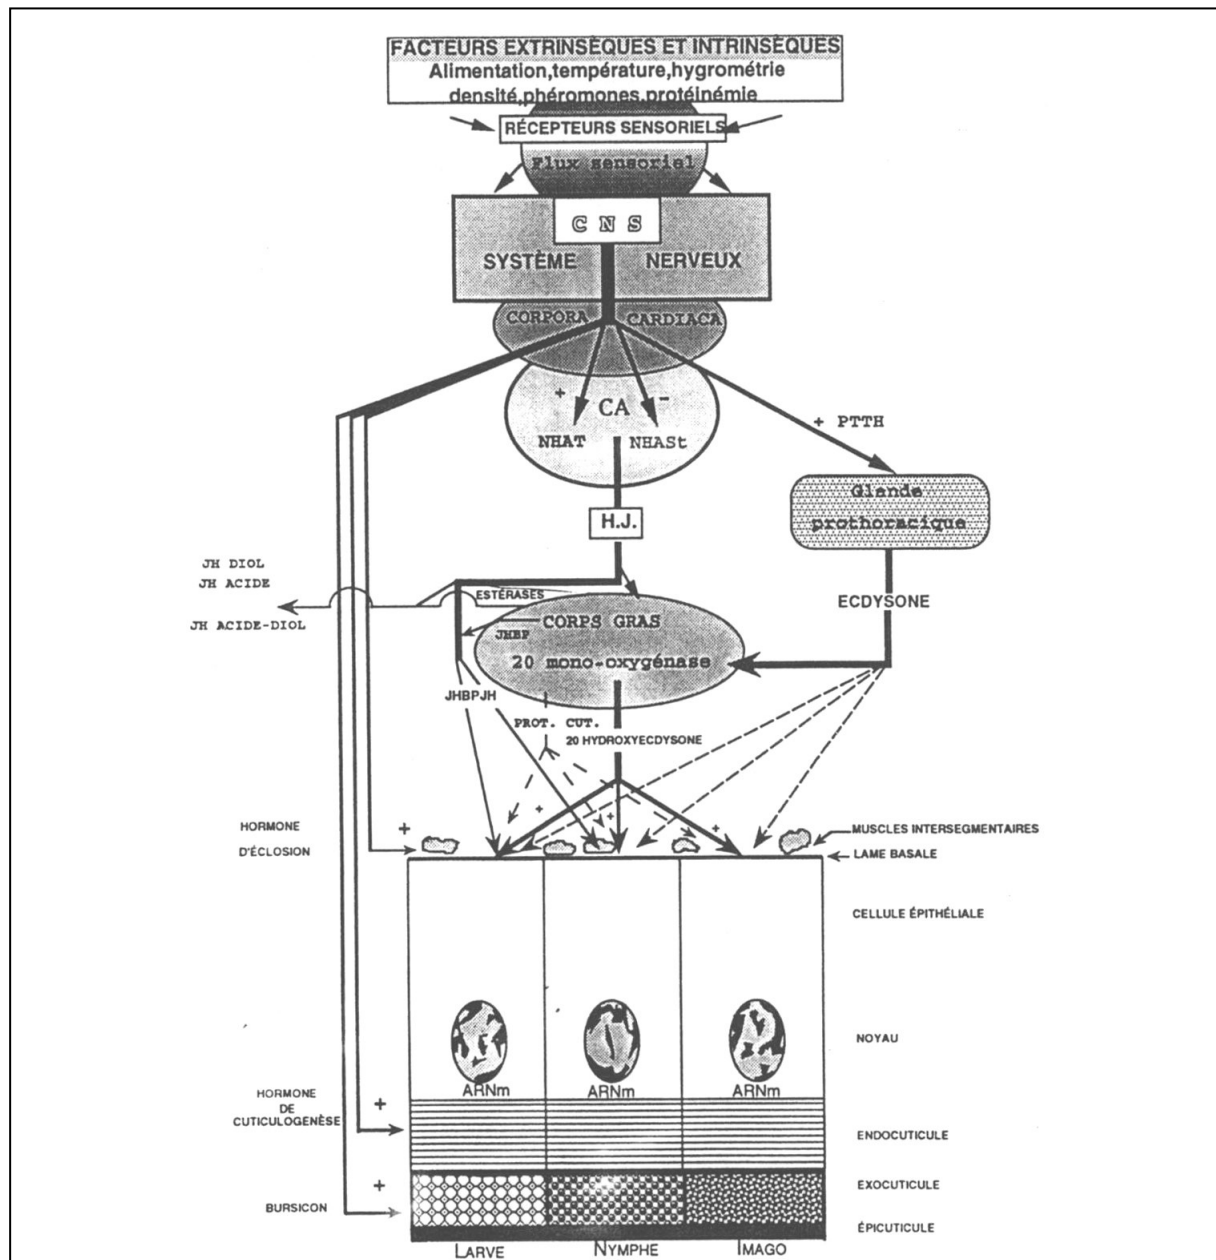 FACTEURS EXTRINSÈQUES ET INTRINSÈQUES
Alimentation,température,hygrométrie
densité,phéromones,protéinémie
RÉCEPTEURS SENSORIELS
Flux sensoriel
C N S
SYSTÈME NERVEUX
CORPORA CARDIACA
+ CA -
NHAT NHASt
+ PTTH
Glande
prothoracique
H.J.
JH DIOL
JH ACIDE
JH ACIDE-DIOL
ESTÉRASES
ECDYSONE
CORPS GRAS
JHBP
20 mono-oxygénase
JHBPJH
PROT. CUT.
20 HYDROXYECDYSONE
+ + +
HORMONE
D'ÉCLOSION
+
MUSCLES INTERSEGMENTAIRES
LAME BASALE
CELLULE ÉPITHÉLIALE
NOYAU
ARNm ARNm ARNm
HORMONE
DE
CUTICULOGENÈSE
+
ENDOCUTICULE
+
EXOCUTICULE
BURSICON
ÉPICUTICULE
LARVE NYMPHE IMAGO